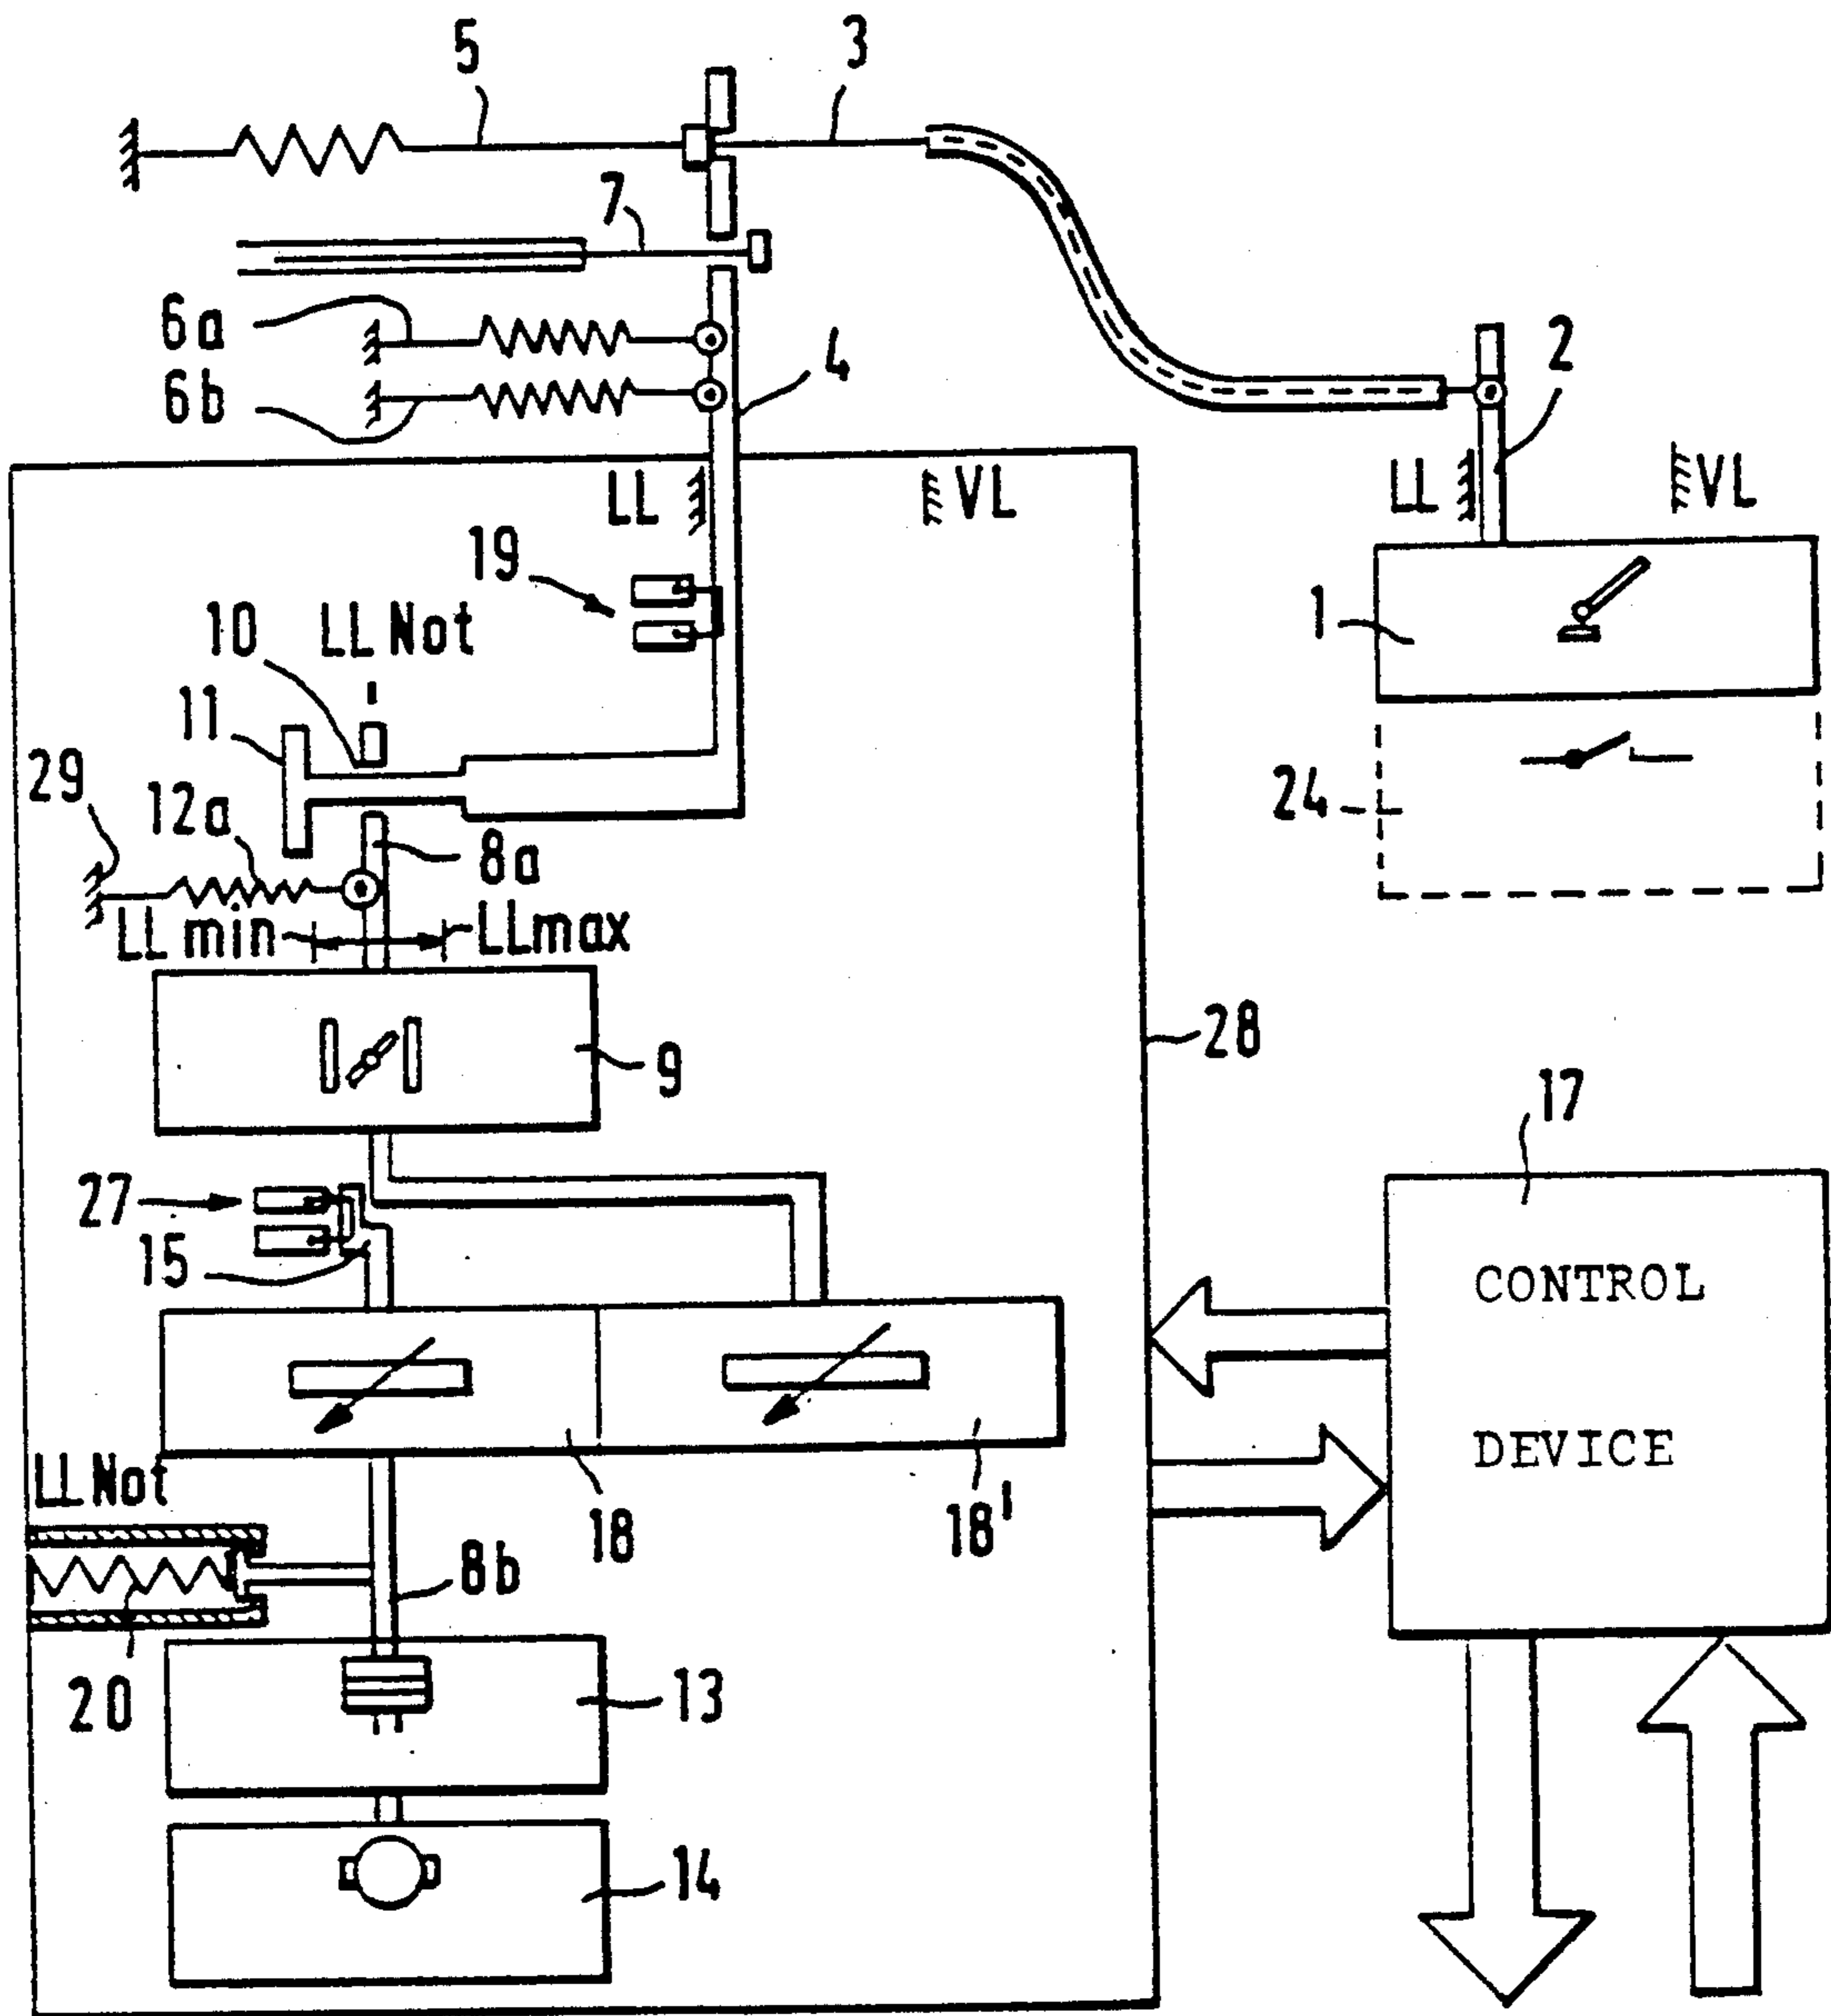 5
3
7
6a
6b
4
2
LL
VL
LL
VL
19
10
LL Not
1
11
29
12a
24
8a
LL min
LLmax
9
28
17
27
15
CONTROL
DEVICE
LL Not
18
18'
8b
20
13
14